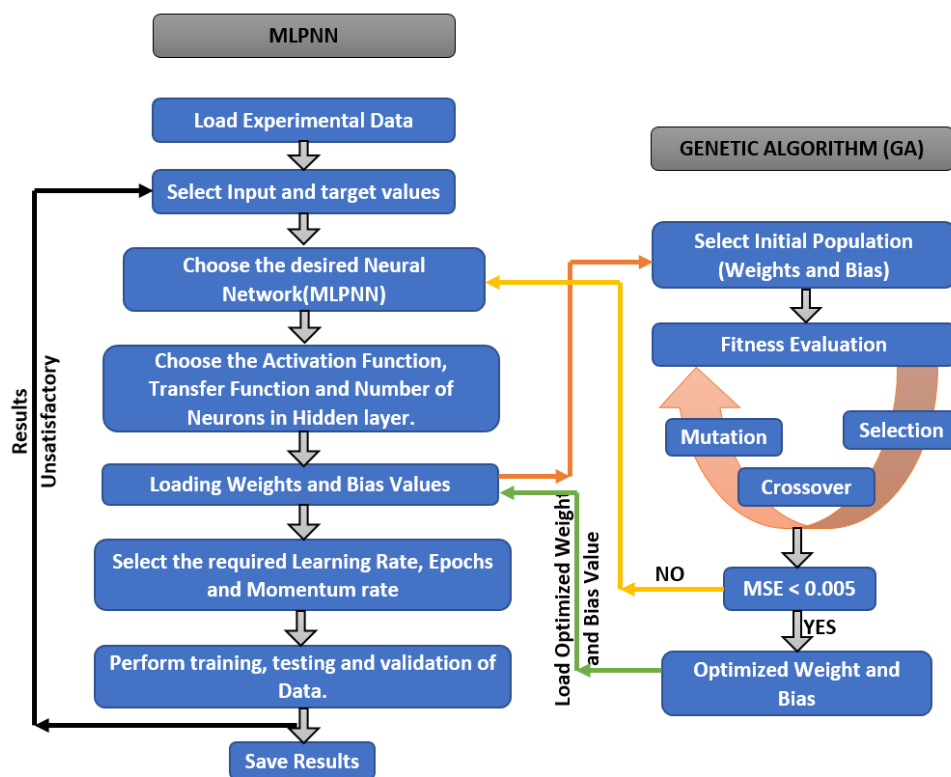 MLPNN
Load Experimental Data
Select Input and target values
Choose the desired Neural
Network(MLPNN)
Choose the Activation Function,
Transfer Function and Number of
Neurons in Hidden layer.
Loading Weights and Bias Values
Select the required Learning Rate, Epochs
and Momentum rate
Perform training, testing and validation of
Data.
Save Results
Results
Unsatisfactory
GENETIC ALGORITHM (GA)
Select Initial Population
(Weights and Bias)
Fitness Evaluation
Selection
Crossover
Mutation
MSE < 0.005
NO
YES
Optimized Weight and
Bias
Load Optimized Weight
and Bias Value